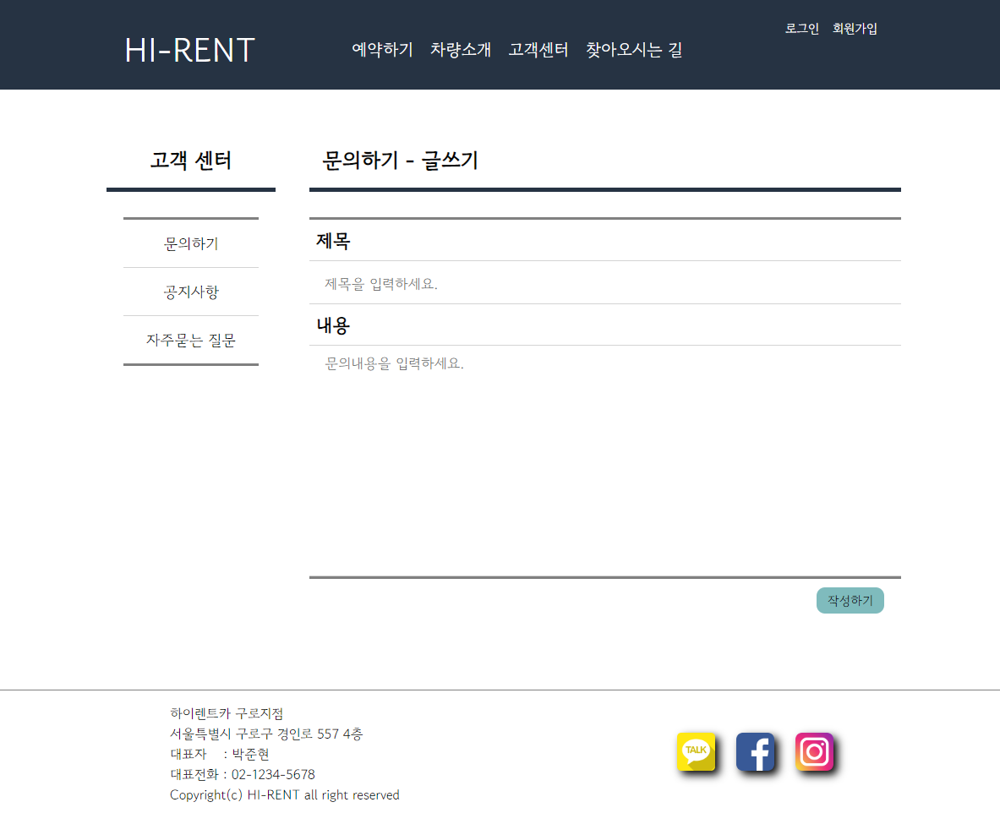 HI-RENT
예약하기 차량소개 고객센터 찾아오시는 길
로그인 회원가입
고객 센터
문의하기
공지사항
자주묻는 질문
문의하기 - 글쓰기
제목
제목을 입력하세요.
내용
문의내용을 입력하세요.
작성하기
하이렌트카 구로지점
서울특별시 구로구 경인로 557 4층
대표자 : 박준현
대표전화 : 02-1234-5678
Copyright(c) HI-RENT all right reserved
TALK